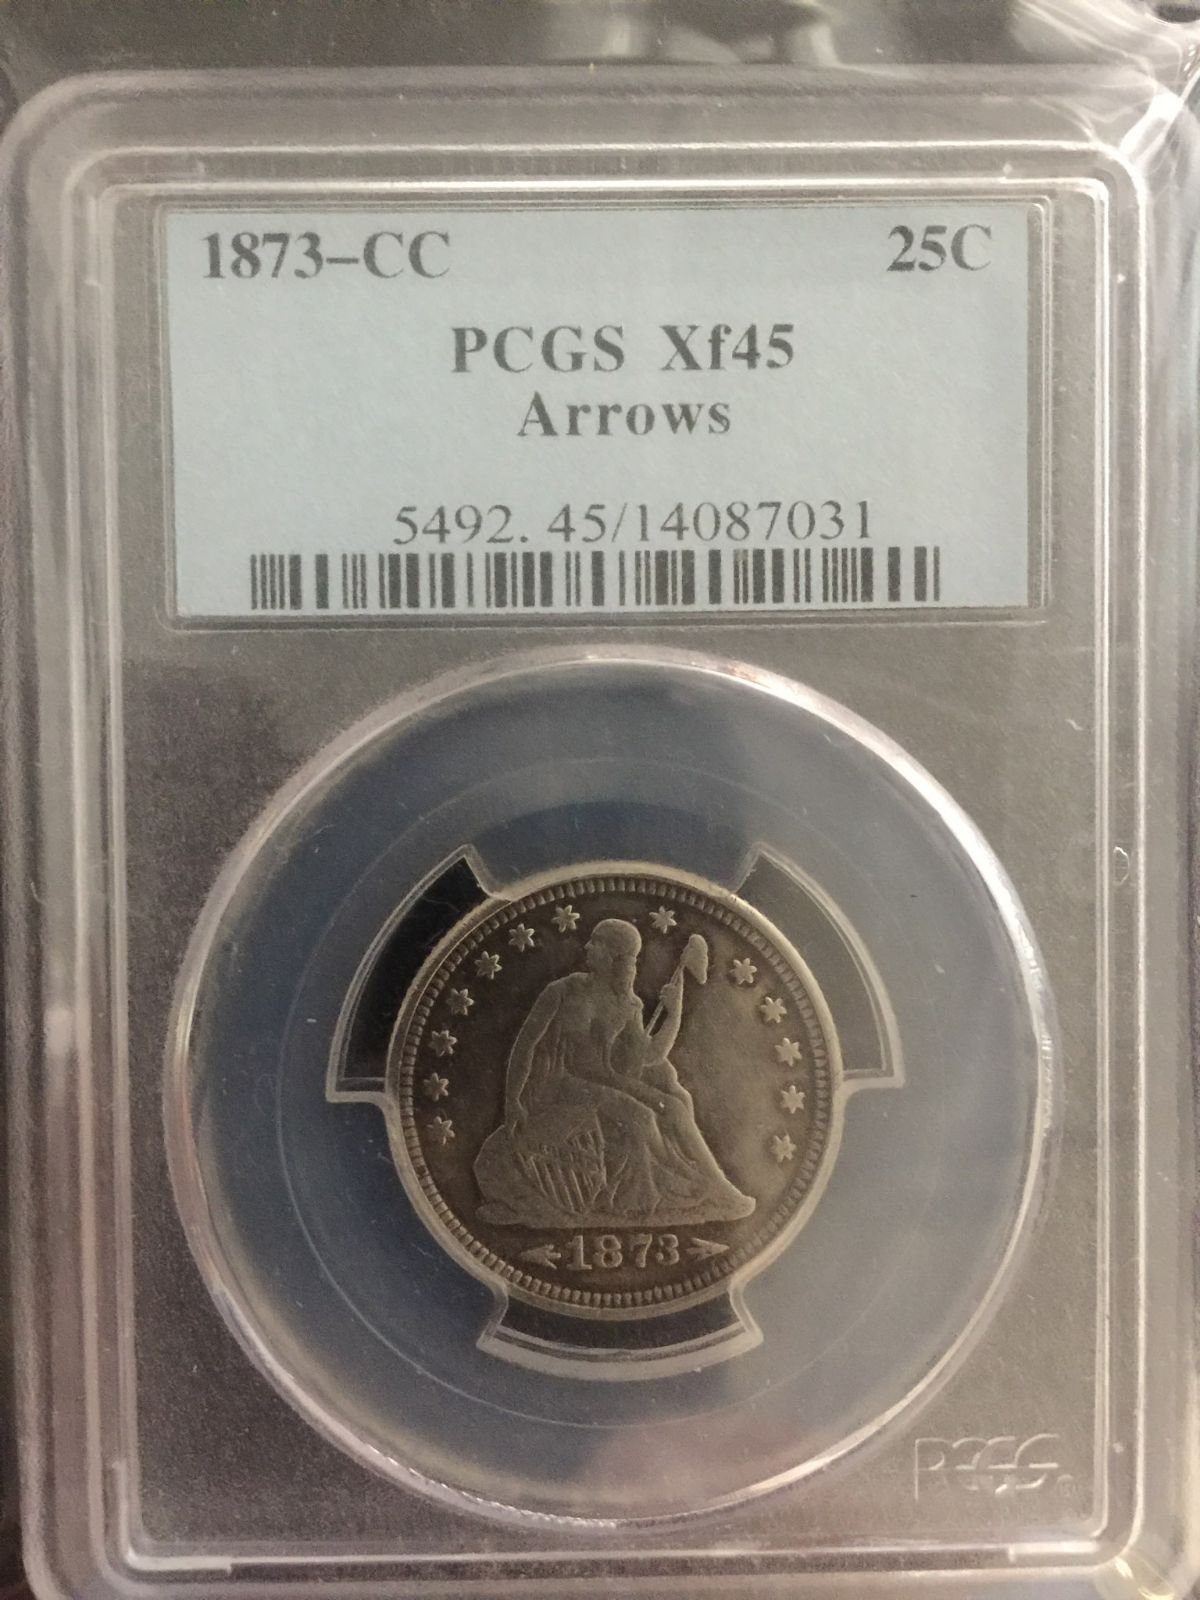 1873–CC 25C
PCGS Xf45
Arrows
5492. 45/14087031
1873
PCGS